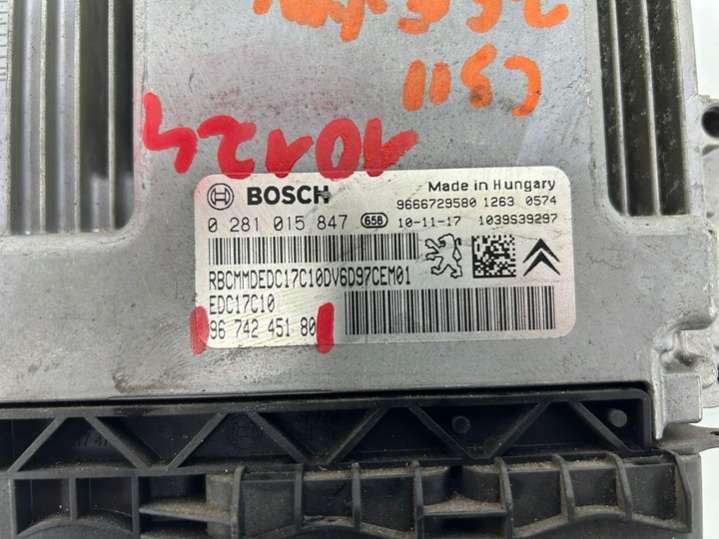 10124
BOSCH
Made in Hungary
9666729580 1263 0574
0 281 015 847 656 10-11-17 1039S39297
RBCMMDEDC17C10DV6D97CEM01
EDC17C10
96 742 451 80